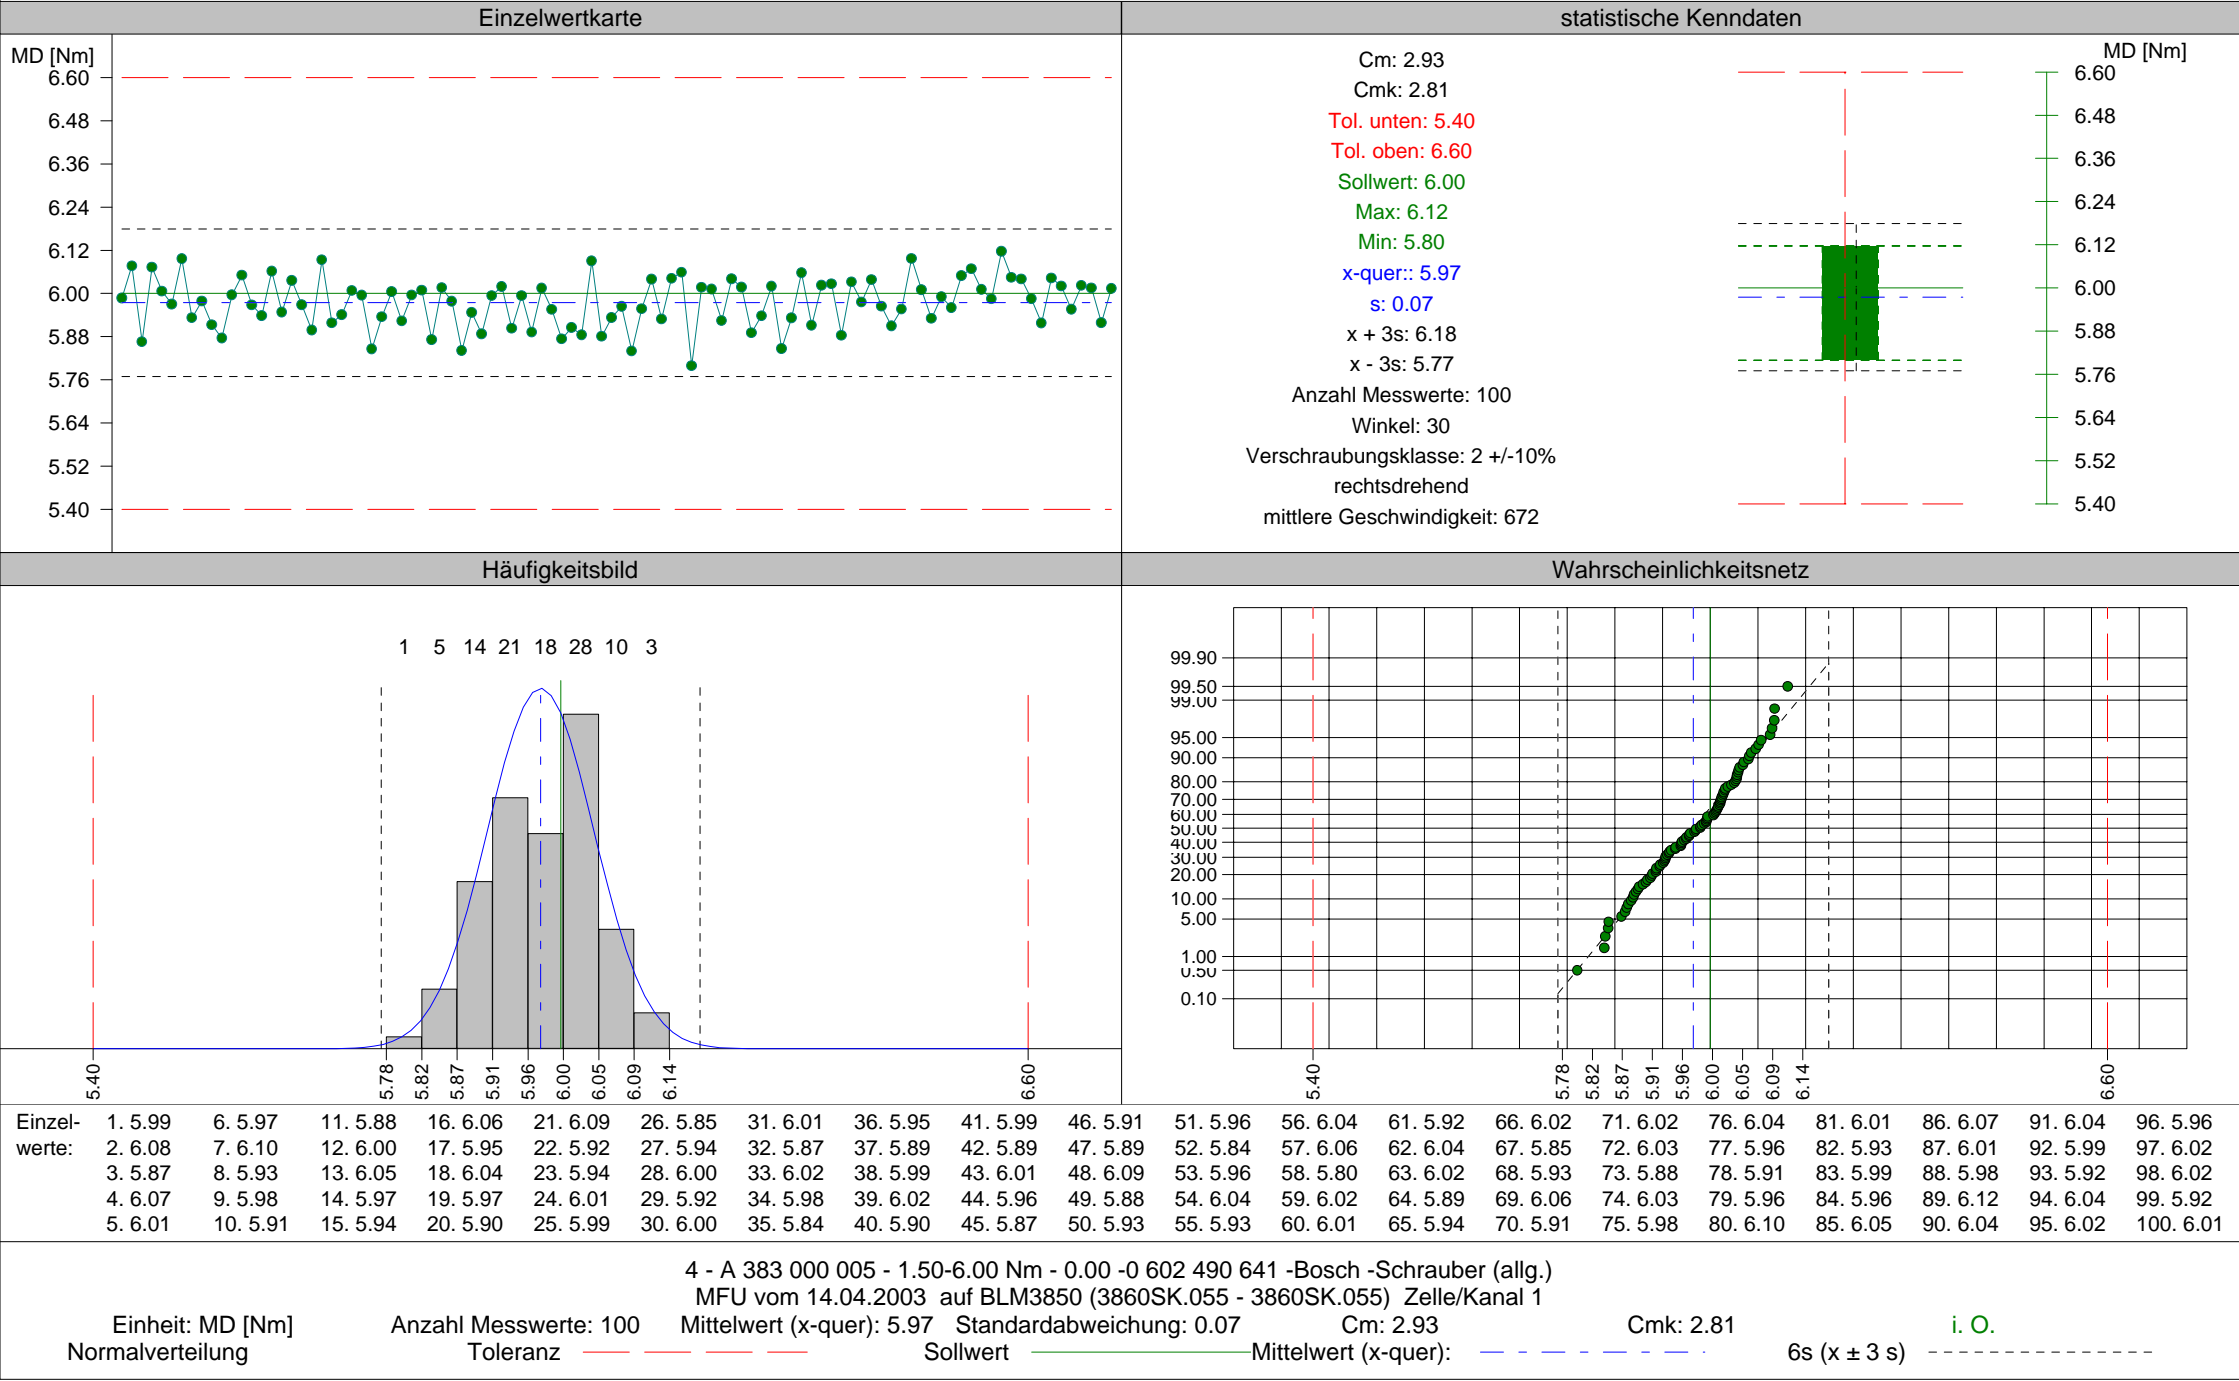 Einzelwertkarte
MD [Nm]
6.60
6.48
6.36
6.24
6.12
6.00
5.88
5.76
5.64
5.52
5.40
statistische Kenndaten
Cm: 2.93
Cmk: 2.81
Tol. unten: 5.40
Tol. oben: 6.60
Sollwert: 6.00
Max: 6.12
Min: 5.80
x-quer:: 5.97
s: 0.07
x + 3s: 6.18
x - 3s: 5.77
Anzahl Messwerte: 100
Winkel: 30
Verschraubungsklasse: 2 +/-10%
rechtsdrehend
mittlere Geschwindigkeit: 672
MD [Nm]
6.60
6.48
6.36
6.24
6.12
6.00
5.88
5.76
5.64
5.52
5.40
Häufigkeitsbild
1 5 14 21 18 28 10 3
5.40 5.78 5.82 5.87 5.91 5.96 6.00 6.05 6.09 6.14 6.60
Wahrscheinlichkeitsnetz
99.90
99.50
99.00
95.00
90.00
80.00
70.00
60.00
50.00
40.00
30.00
20.00
10.00
5.00
1.00
0.50
0.10
5.40 5.78 5.82 5.87 5.91 5.96 6.00 6.05 6.09 6.14 6.60
Einzel- 1. 5.99 6. 5.97 11. 5.88 16. 6.06 21. 6.09 26. 5.85 31. 6.01 36. 5.95 41. 5.99 46. 5.91 51. 5.96 56. 6.04 61. 5.92 66. 6.02 71. 6.02 76. 6.04 81. 6.01 86. 6.07 91. 6.04 96. 5.96
werte: 2. 6.08 7. 6.10 12. 6.00 17. 5.95 22. 5.92 27. 5.94 32. 5.87 37. 5.89 42. 5.89 47. 5.89 52. 5.84 57. 6.06 62. 6.04 67. 5.85 72. 6.03 77. 5.96 82. 5.93 87. 6.01 92. 5.99 97. 6.02
3. 5.87 8. 5.93 13. 6.05 18. 6.04 23. 5.94 28. 6.00 33. 6.02 38. 5.99 43. 6.01 48. 6.09 53. 5.96 58. 5.80 63. 6.02 68. 5.93 73. 5.88 78. 5.91 83. 5.99 88. 5.98 93. 5.92 98. 6.02
4. 6.07 9. 5.98 14. 5.97 19. 5.97 24. 6.01 29. 5.92 34. 5.98 39. 6.02 44. 5.96 49. 5.88 54. 6.04 59. 6.02 64. 5.89 69. 6.06 74. 6.03 79. 5.96 84. 5.96 89. 6.12 94. 6.04 99. 5.92
5. 6.01 10. 5.91 15. 5.94 20. 5.90 25. 5.99 30. 6.00 35. 5.84 40. 5.90 45. 5.87 50. 5.93 55. 5.93 60. 6.01 65. 5.94 70. 5.91 75. 5.98 80. 6.10 85. 6.05 90. 6.04 95. 6.02 100. 6.01
4 - A 383 000 005 - 1.50-6.00 Nm - 0.00 -0 602 490 641 -Bosch -Schrauber (allg.)
MFU vom 14.04.2003 auf BLM3850 (3860SK.055 - 3860SK.055) Zelle/Kanal 1
Einheit: MD [Nm] Anzahl Messwerte: 100 Mittelwert (x-quer): 5.97 Standardabweichung: 0.07 Cm: 2.93 Cmk: 2.81 i. O.
Normalverteilung Toleranz Sollwert Mittelwert (x-quer): 6s (x ± 3 s)